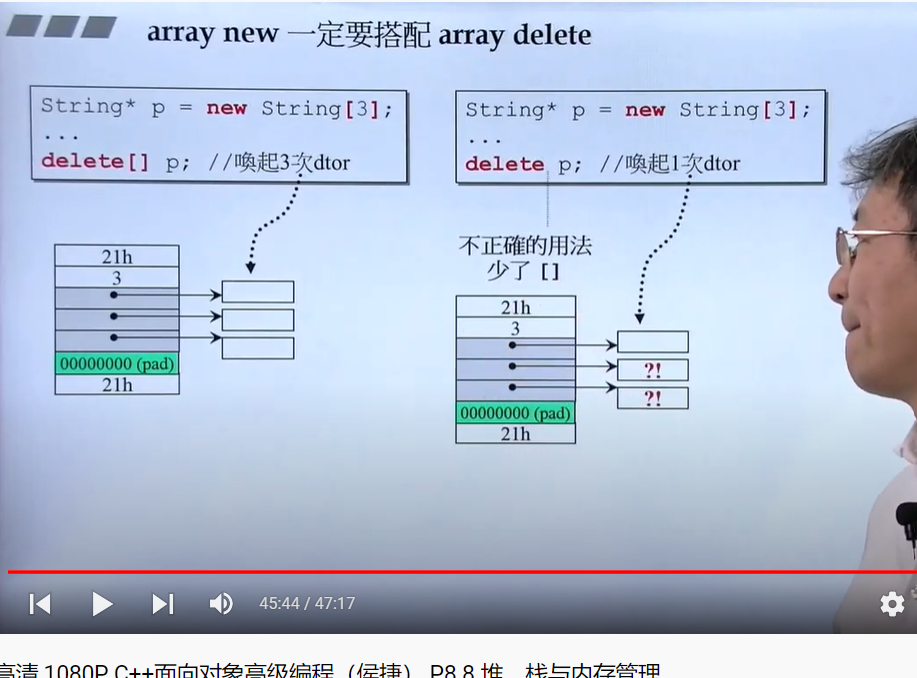 array new 一定要搭配 array delete
String* p = new String[3];
...
delete[] p; //喚起3次dtor
21h
3
00000000 (pad)
21h
String* p = new String[3];
...
delete p; //喚起1次dtor
不正確的用法
少了 []
21h
3
?!
?!
00000000 (pad)
21h
45:44 / 47:17
高清 1080P C++面向对象高级编程（侯捷） P8 8.堆，栈与内存管理